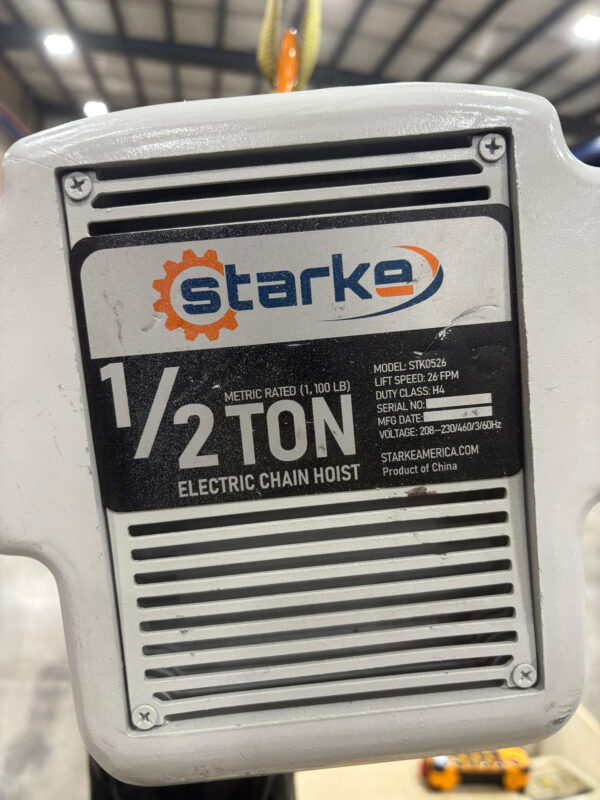 starke
1/2 TON
METRIC RATED (1,100 LB)
ELECTRIC CHAIN HOIST
MODEL: STK0526
LIFT SPEED: 26 FPM
DUTY CLASS: H4
SERIAL NO:
MFG DATE:
VOLTAGE: 208-230/460/3/60Hz
STARKEAMERICA.COM
Product of China